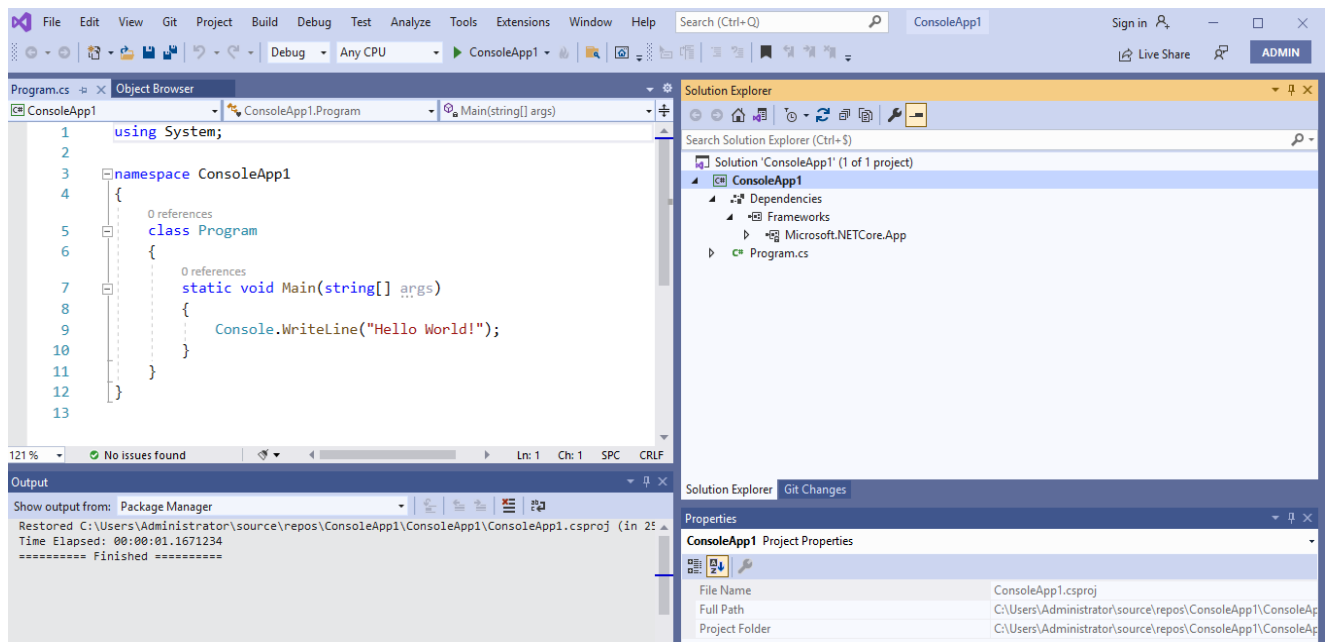 File Edit View Git Project Build Debug Test Analyze Tools Extensions Window Help Search (Ctrl+Q) ConsoleApp1 Sign in
Debug Any CPU ConsoleApp1 Live Share ADMIN
Program.cs Object Browser
ConsoleApp1 ConsoleApp1.Program Main(string[] args)
1 using System;
2
3 namespace ConsoleApp1
4 {
0 references
5 class Program
6 {
0 references
7 static void Main(string[] args)
8 {
9 Console.WriteLine("Hello World!");
10 }
11 }
12 }
13
121 % No issues found Ln: 1 Ch: 1 SPC CRLF
Output
Show output from: Package Manager
Restored C:\Users\Administrator\source\repos\ConsoleApp1\ConsoleApp1\ConsoleApp1.csproj (in 25
Time Elapsed: 00:00:01.1671234
========== Finished ==========
Solution Explorer
Search Solution Explorer (Ctrl+$)
Solution 'ConsoleApp1' (1 of 1 project)
C# ConsoleApp1
Dependencies
Frameworks
Microsoft.NETCore.App
C# Program.cs
Solution Explorer Git Changes
Properties
ConsoleApp1 Project Properties
File Name ConsoleApp1.csproj
Full Path C:\Users\Administrator\source\repos\ConsoleApp1\ConsoleAp
Project Folder C:\Users\Administrator\source\repos\ConsoleApp1\ConsoleAp